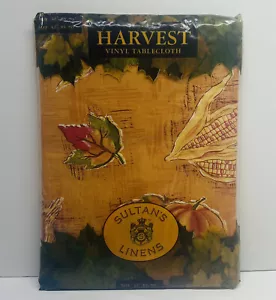 HARVEST
VINYL TABLECLOTH
SULTAN'S
LINENS